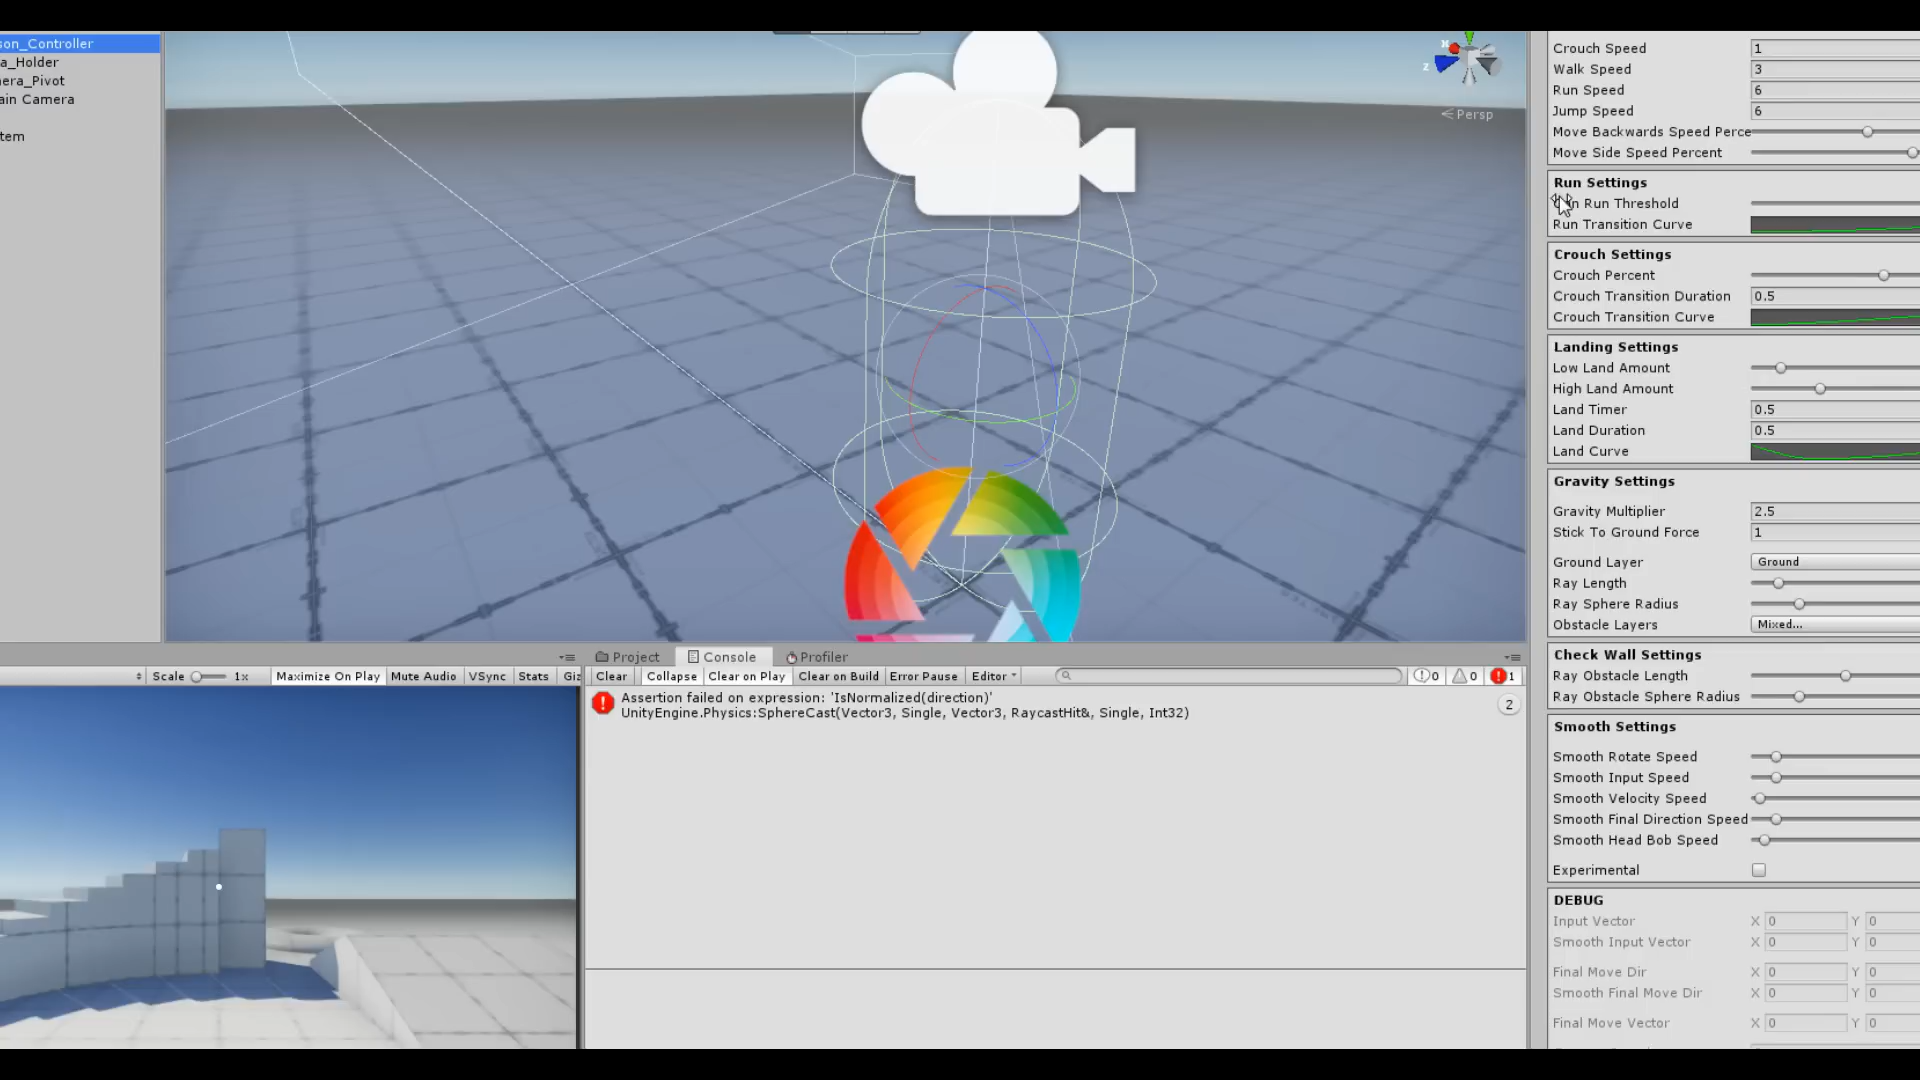 son_Controller
a_Holder
nera_Pivot
ain Camera
tem
X
Z
Persp
Crouch Speed 1
Walk Speed 3
Run Speed 6
Jump Speed 6
Move Backwards Speed Perce
Move Side Speed Percent
Run Settings
Run Threshold
Run Transition Curve
Crouch Settings
Crouch Percent
Crouch Transition Duration 0.5
Crouch Transition Curve
Landing Settings
Low Land Amount
High Land Amount
Land Timer 0.5
Land Duration 0.5
Land Curve
Gravity Settings
Gravity Multiplier 2.5
Stick To Ground Force 1
Ground Layer Ground
Ray Length
Ray Sphere Radius
Obstacle Layers Mixed...
Check Wall Settings
Ray Obstacle Length
Ray Obstacle Sphere Radius
Smooth Settings
Smooth Rotate Speed
Smooth Input Speed
Smooth Velocity Speed
Smooth Final Direction Speed
Smooth Head Bob Speed
Experimental
DEBUG
Input Vector X 0 Y 0
Smooth Input Vector X 0 Y 0
Final Move Dir X 0 Y 0
Smooth Final Move Dir X 0 Y 0
Final Move Vector X 0 Y 0
Scale 1x Maximize On Play Mute Audio VSync Stats Giz
Project Console Profiler
Clear Collapse Clear on Play Clear on Build Error Pause Editor 0 0 1
Assertion failed on expression: 'IsNormalized(direction)'
UnityEngine.Physics:SphereCast(Vector3, Single, Vector3, RaycastHit&, Single, Int32)
2